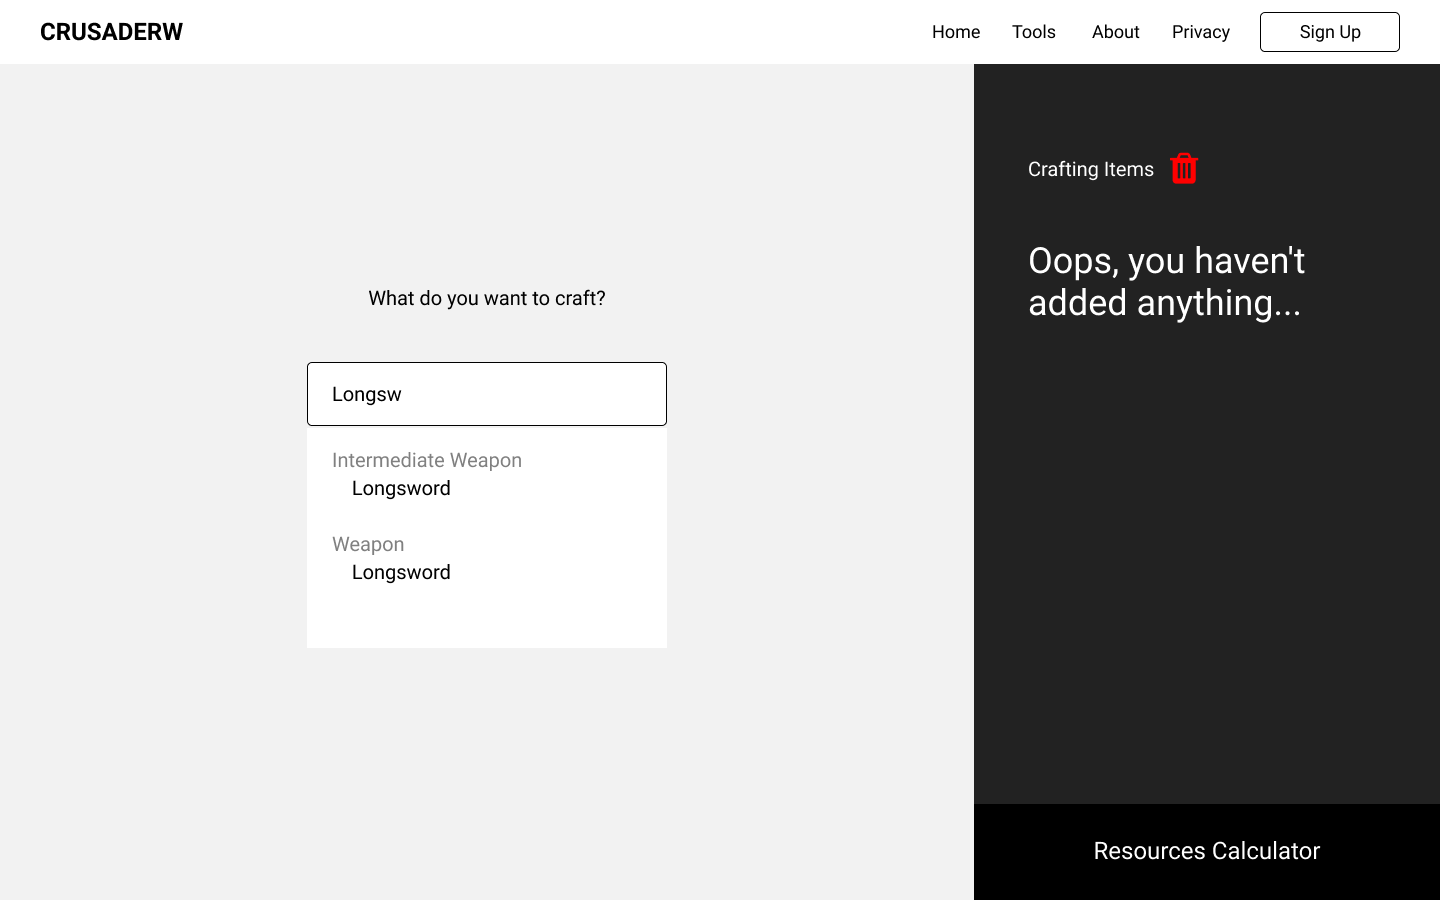 CRUSADERW
Home
Tools
About
Privacy
Sign Up
What do you want to craft?
Longsw
Intermediate Weapon
Longsword
Weapon
Longsword
Crafting Items
Oops, you haven't
added anything...
Resources Calculator